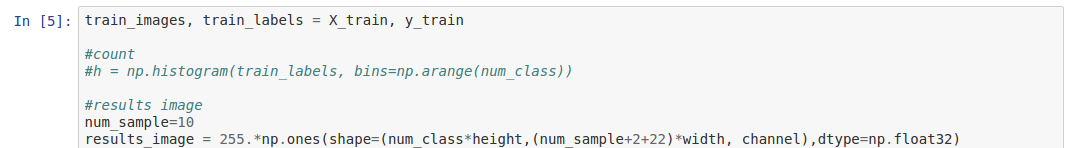 In [5]: train_images, train_labels = X_train, y_train
#count
#h = np.histogram(train_labels, bins=np.arange(num_class))
#results image
num_sample=10
results_image = 255.*np.ones(shape=(num_class*height,(num_sample+2+22)*width, channel),dtype=np.float32)